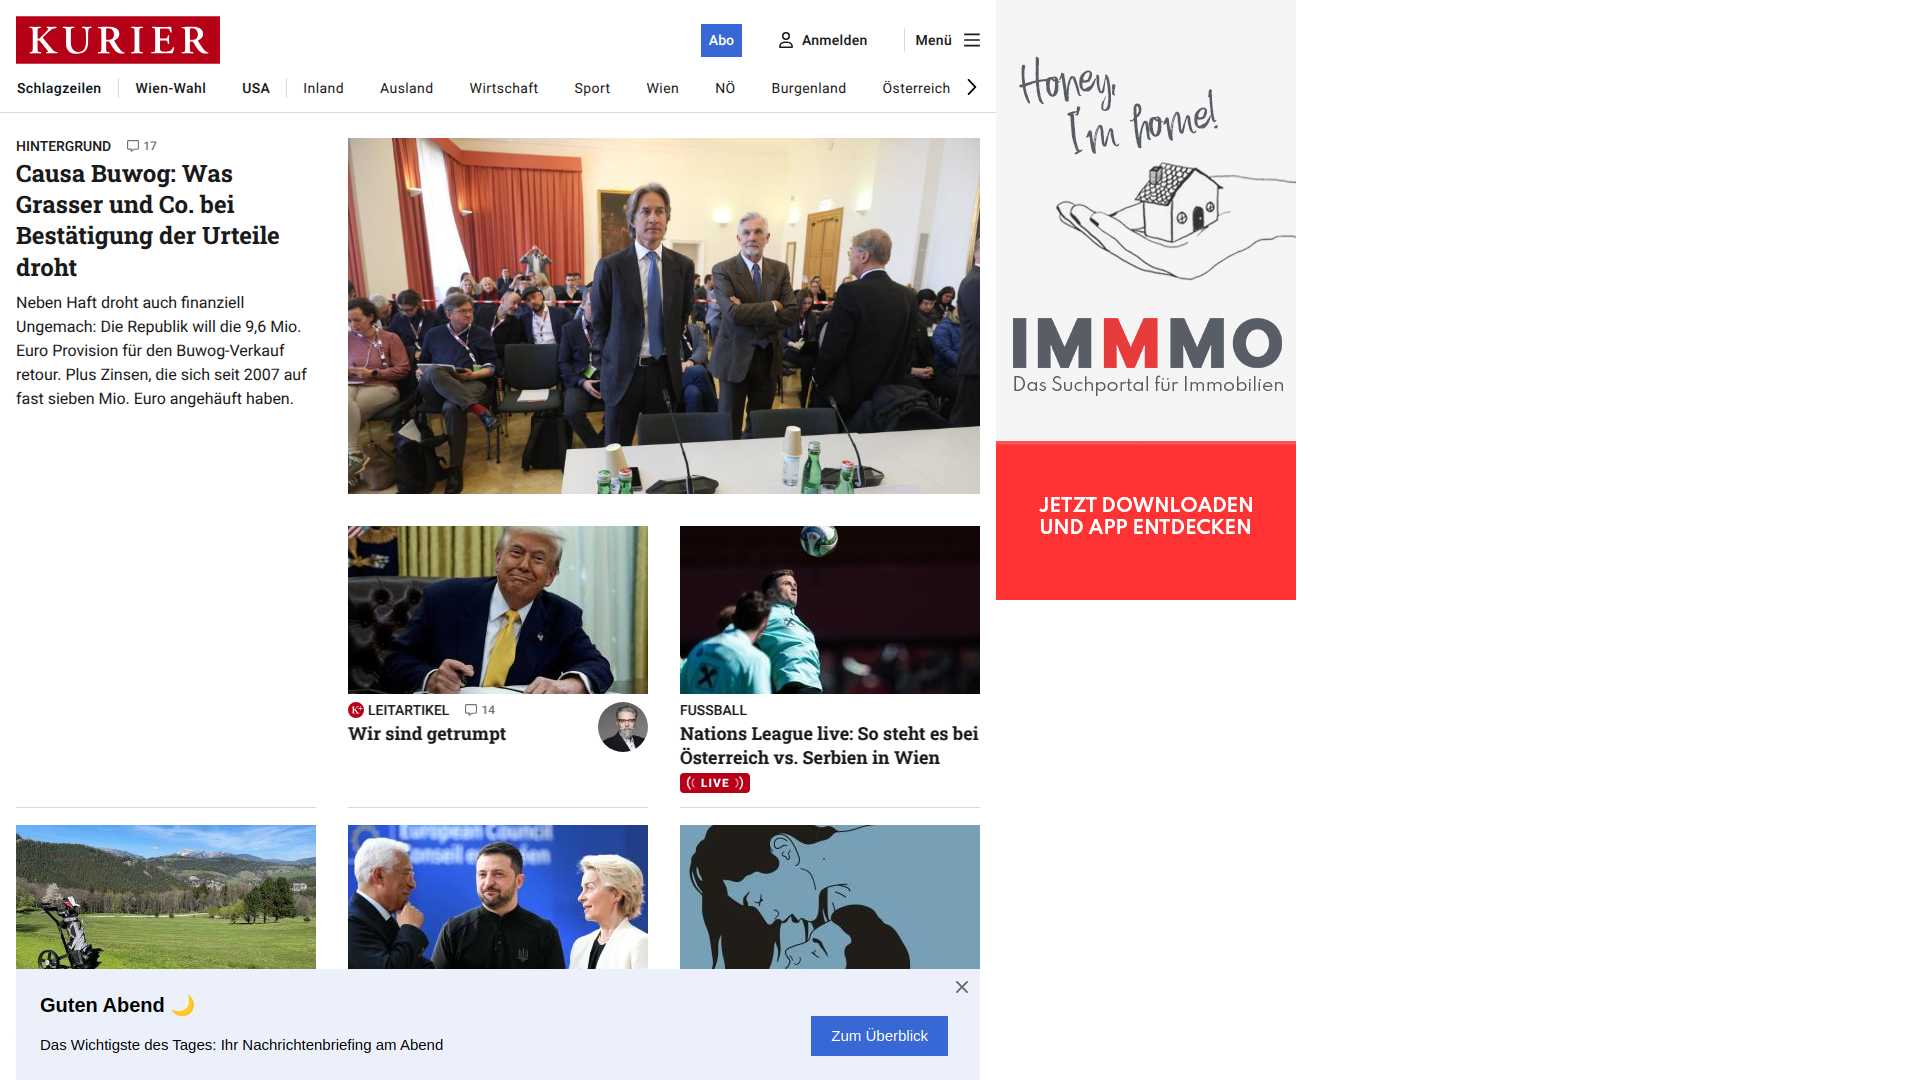 KURIER
Abo
Anmelden
Menü
Schlagzeilen
Wien-Wahl
USA
Inland
Ausland
Wirtschaft
Sport
Wien
NÖ
Burgenland
Österreich
HINTERGRUND 17
Causa Buwog: Was
Grasser und Co. bei
Bestätigung der Urteile
droht
Neben Haft droht auch finanziell
Ungemach: Die Republik will die 9,6 Mio.
Euro Provision für den Buwog-Verkauf
retour. Plus Zinsen, die sich seit 2007 auf
fast sieben Mio. Euro angehäuft haben.
K+ LEITARTIKEL 14
Wir sind getrumpt
FUSSBALL
Nations League live: So steht es bei
Österreich vs. Serbien in Wien
LIVE
European Council
Guten Abend 🌙
Das Wichtigste des Tages: Ihr Nachrichtenbriefing am Abend
Zum Überblick
Honey,
I'm home!
IMMMO
Das Suchportal für Immobilien
JETZT DOWNLOADEN
UND APP ENTDECKEN